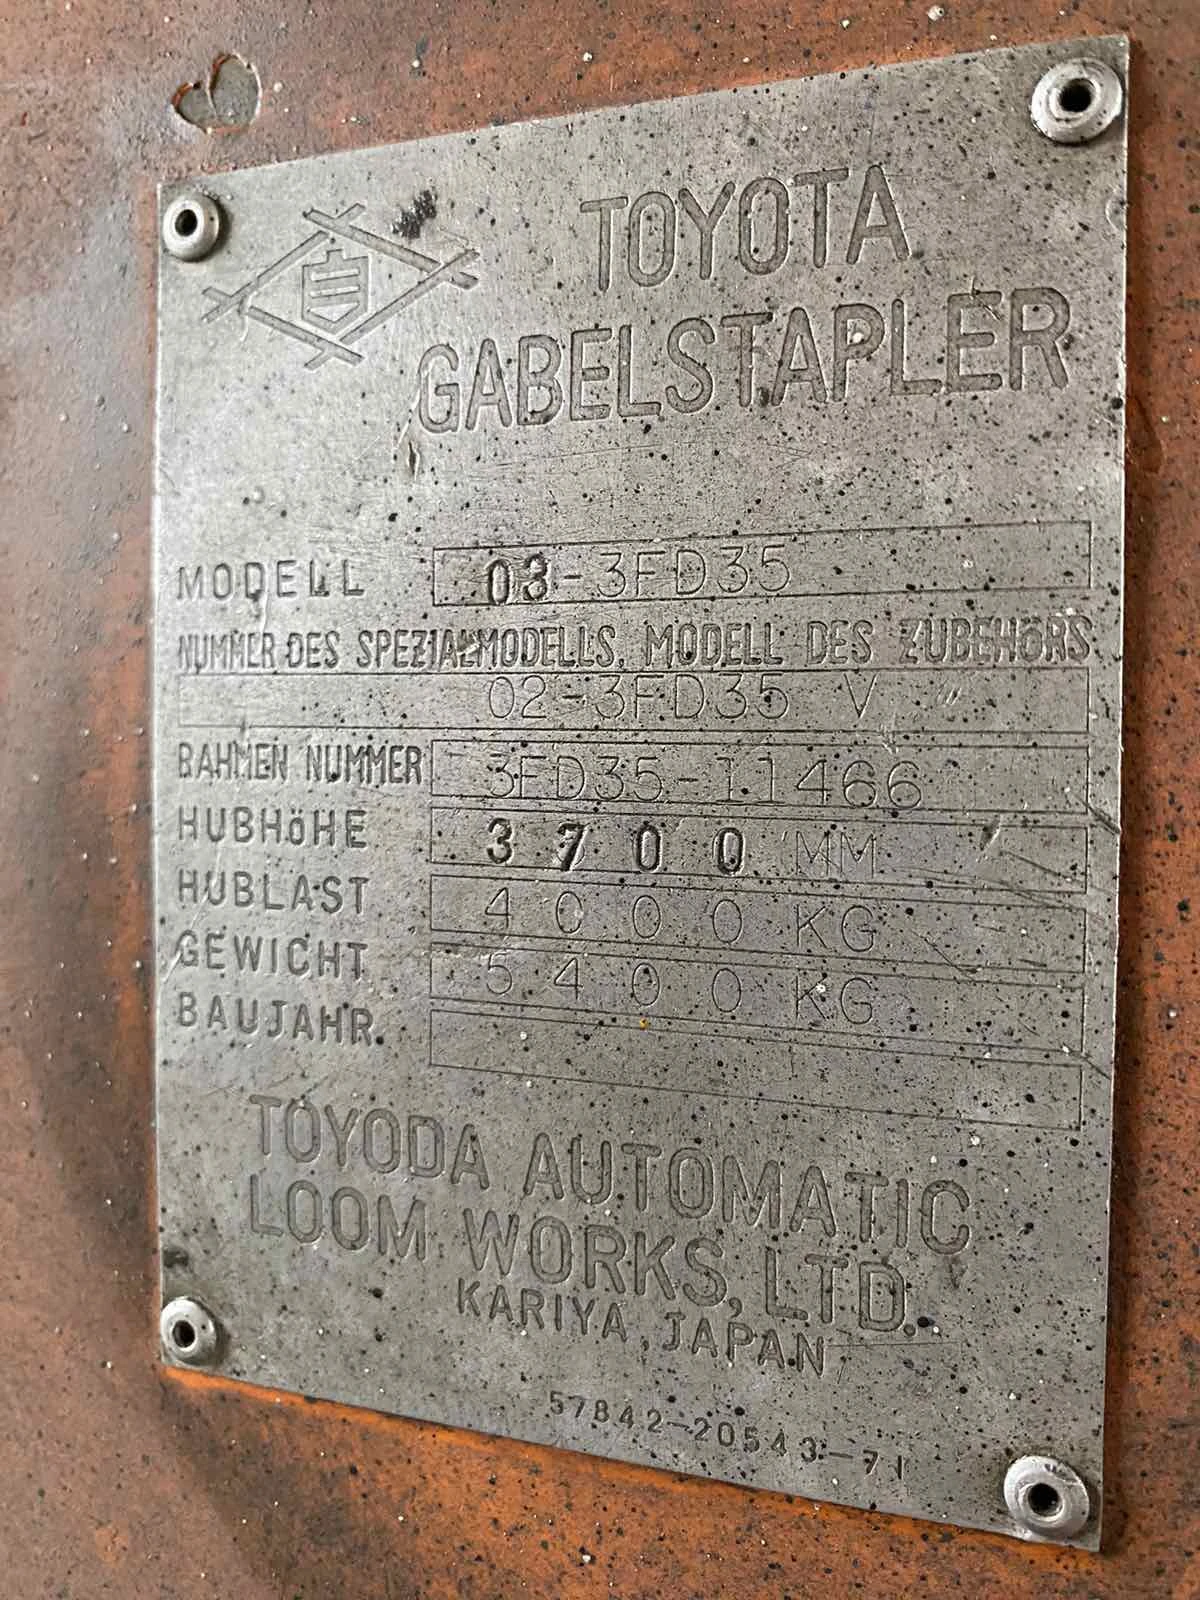 TOYOTA
GABELSTAPLER
MODELL 03-3FD35
NUMMER DES SPEZIALMODELLS, MODELL DES ZUBEHÖRS
02-3FD35 V
BAHMEN NUMMER 3FD35-11466
HUBHÖHE 3700 MM
HUBLAST 4000 KG
GEWICHT 5400 KG
BAUJAHR.
TOYODA AUTOMATIC
LOOM WORKS, LTD.
KARIYA, JAPAN
57842-20543-71